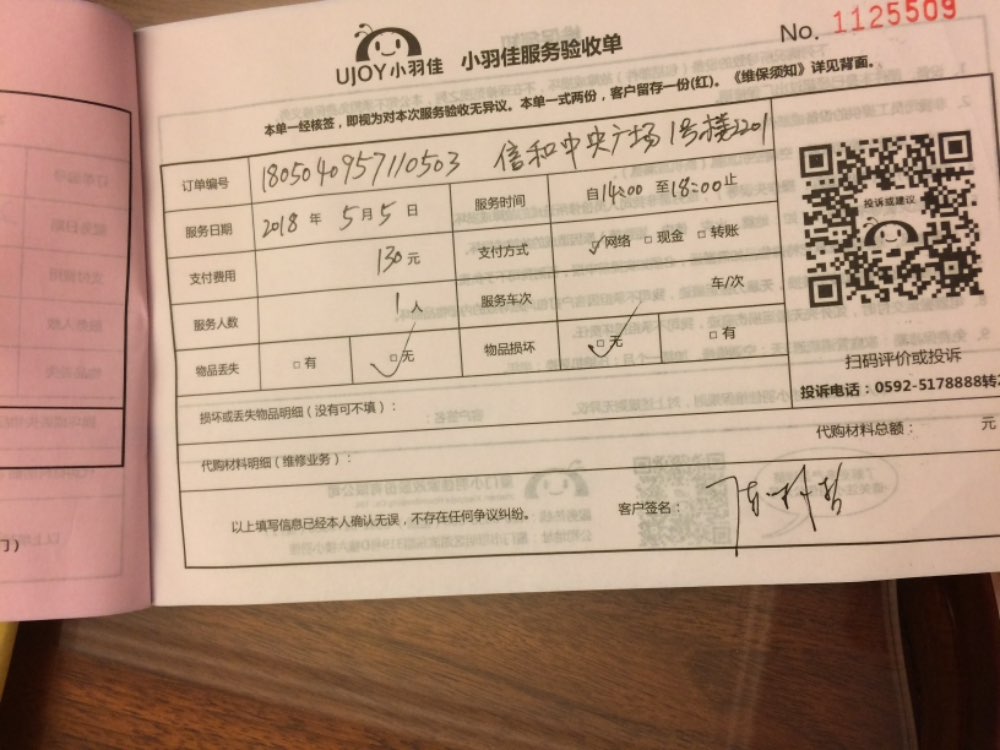 UJOY小羽佳 小羽佳服务验收单 No. 1125509
本单一经核签，即视为对本次服务验收无异议。本单一式两份，客户留存一份(红)。《维保须知》详见背面。
订单编号 1805040957110503 信和中央广场1号楼2201
服务日期 2018 年 5 月 5 日 服务时间 自14:00 至18:00止
支付费用 130元 支付方式 ☑网络 □现金 □转账
服务人数 1人 服务车次 车/次
物品丢失 □有 ☑无 物品损坏 ☑无 □有
投诉或建议
扫码评价或投诉
投诉电话：0592-5178888转2
损坏或丢失物品明细（没有可不填）：
代购材料明细（维修业务）： 代购材料总额： 元
以上填写信息已经本人确认无误，不存在任何争议纠纷。 客户签名：